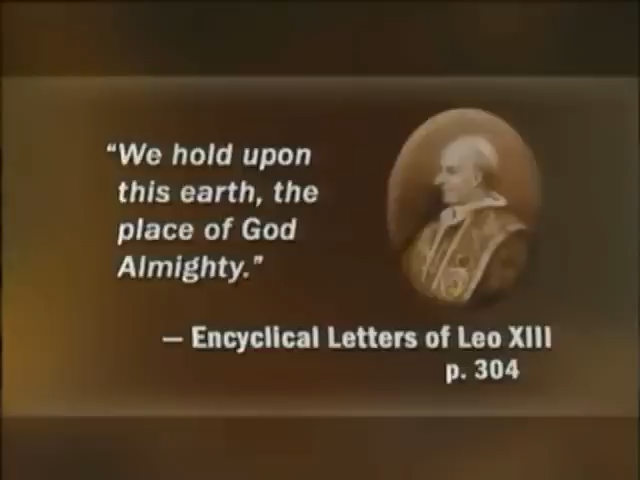 “We hold upon
this earth, the
place of God
Almighty.”
— Encyclical Letters of Leo XIII
p. 304